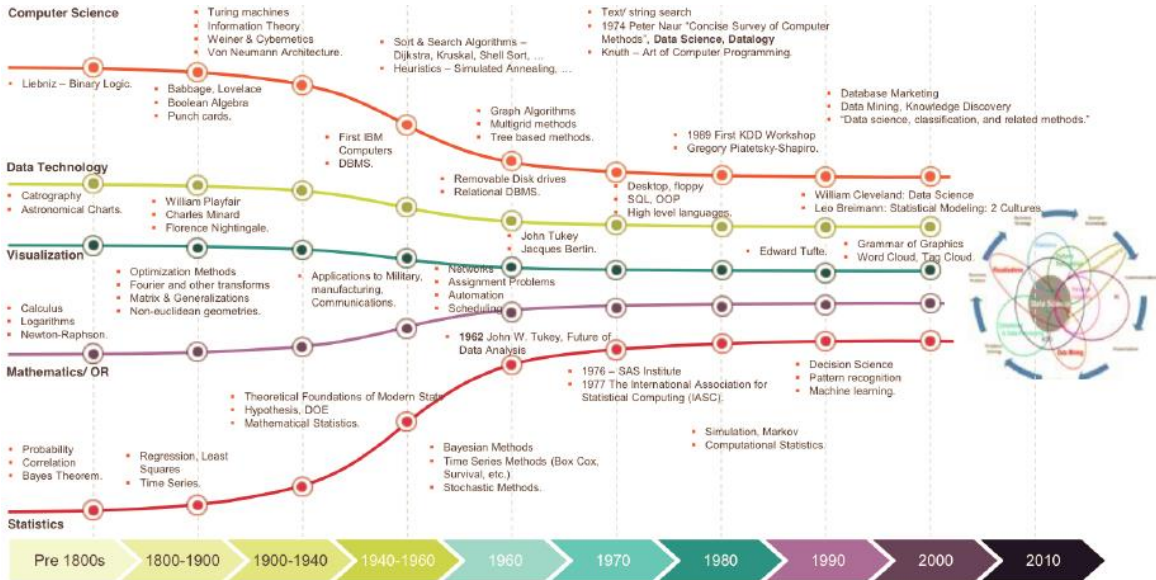 Computer Science
Turing machines
Information Theory
Weiner & Cybernetics
Von Neumann Architecture.
Sort & Search Algorithms –
Dijkstra, Kruskal, Shell Sort, …
Heuristics – Simulated Annealing, …
Text/ string search
1974 Peter Naur "Concise Survey of Computer
Methods", Data Science, Datalogy
Knuth – Art of Computer Programming.
Liebniz – Binary Logic.
Babbage, Lovelace
Boolean Algebra
Punch cards.
Database Marketing
Data Mining, Knowledge Discovery
"Data science, classification, and related methods."
Graph Algorithms
Multigrid methods
Tree based methods.
First IBM
Computers
DBMS.
1989 First KDD Workshop
Gregory Piatetsky-Shapiro.
Data Technology
Removable Disk drives
Relational DBMS.
Desktop, floppy
SQL, OOP
High level languages.
William Cleveland: Data Science
Leo Breimann: Statistical Modeling: 2 Cultures
Catrography
Astronomical Charts.
William Playfair
Charles Minard
Florence Nightingale.
John Tukey
Jacques Bertin.
Edward Tufte.
Grammar of Graphics
Word Cloud, Tag Cloud.
Visualization
Optimization Methods
Fourier and other transforms
Matrix & Generalizations
Non-euclidean geometries.
Applications to Military,
manufacturing,
Communications.
Networks
Assignment Problems
Automation
Scheduling
Calculus
Logarithms
Newton-Raphson.
1962 John W. Tukey, Future of
Data Analysis
Mathematics/ OR
1976 – SAS Institute
1977 The International Association for
Statistical Computing (IASC).
Decision Science
Pattern recognition
Machine learning.
Theoretical Foundations of Modern Stats
Hypothesis, DOE
Mathematical Statistics.
Simulation, Markov
Computational Statistics.
Probability
Correlation
Bayes Theorem.
Regression, Least
Squares
Time Series.
Bayesian Methods
Time Series Methods (Box Cox,
Survival, etc.)
Stochastic Methods.
Statistics
Visualization
Data Science
Data Mining
Pre 1800s
1800-1900
1900-1940
1940-1960
1960
1970
1980
1990
2000
2010